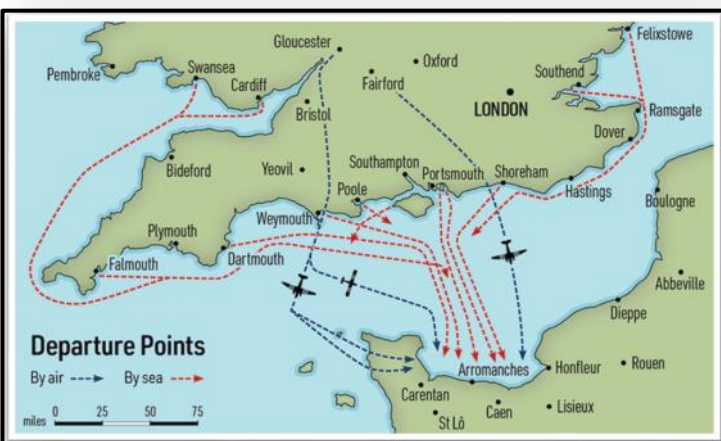 Gloucester
Felixstowe
Oxford
Pembroke
Swansea
Fairford
Southend
Cardiff
LONDON
Bristol
Ramsgate
Dover
Bideford
Yeovil
Southampton
Portsmouth
Shoreham
Poole
Hastings
Weymouth
Boulogne
Plymouth
Falmouth
Dartmouth
Abbeville
Dieppe
Departure Points
By air
By sea
Arromanches
Honfleur
Rouen
Carentan
Caen
Lisieux
St Lô
miles 0 25 50 75